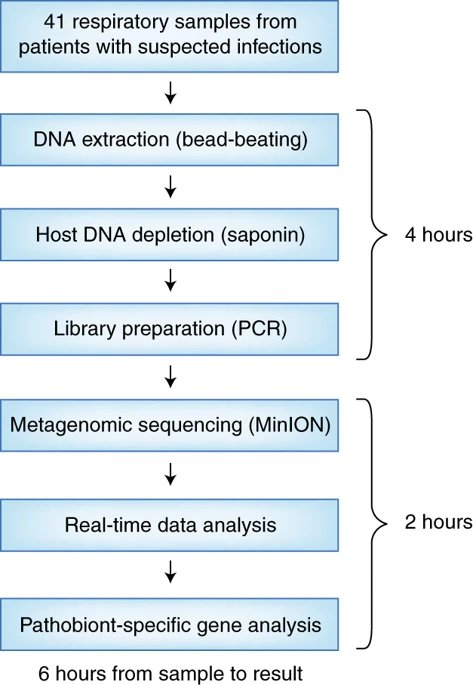 41 respiratory samples from
patients with suspected infections
DNA extraction (bead-beating)
Host DNA depletion (saponin)
4 hours
Library preparation (PCR)
Metagenomic sequencing (MinION)
Real-time data analysis
2 hours
Pathobiont-specific gene analysis
6 hours from sample to result